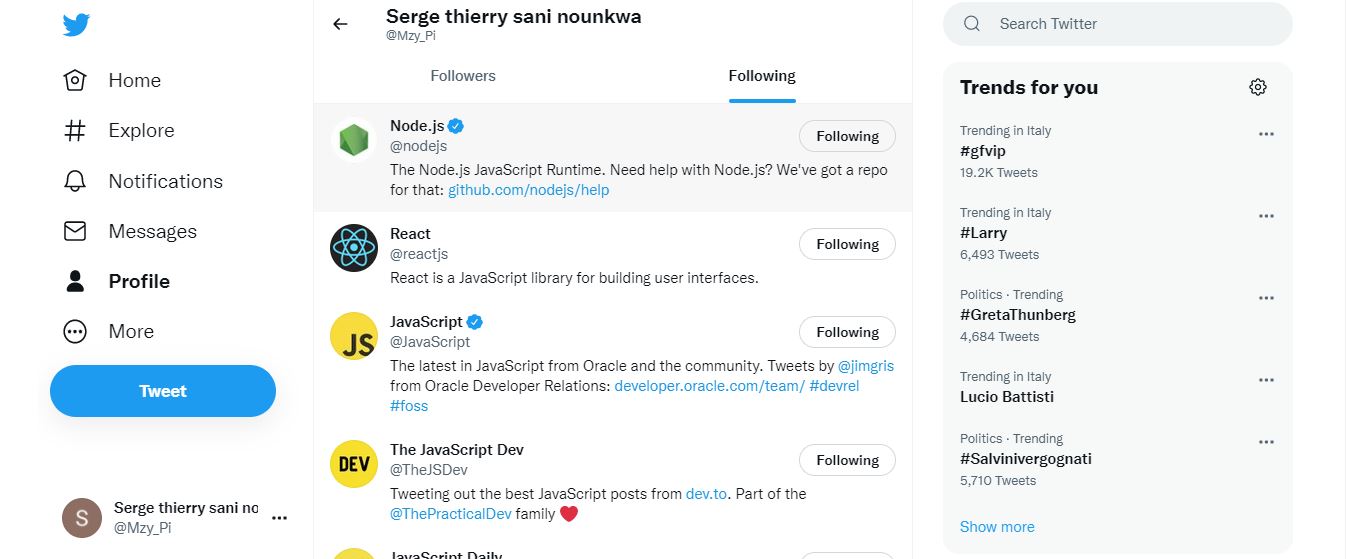 Home
Explore
Notifications
Messages
Profile
More
Tweet
S
Serge thierry sani no
@Mzy_Pi
Serge thierry sani nounkwa
@Mzy_Pi
Followers
Following
Node.js
@nodejs
Following
The Node.js JavaScript Runtime. Need help with Node.js? We've got a repo
for that: github.com/nodejs/help
React
@reactjs
Following
React is a JavaScript library for building user interfaces.
JS
JavaScript
@JavaScript
Following
The latest in JavaScript from Oracle and the community. Tweets by @jimgris
from Oracle Developer Relations: developer.oracle.com/team/ #devrel
#foss
DEV
The JavaScript Dev
@TheJSDev
Following
Tweeting out the best JavaScript posts from dev.to. Part of the
@ThePracticalDev family ❤️
JavaScript Daily
Search Twitter
Trends for you
Trending in Italy
#gfvip
19.2K Tweets
Trending in Italy
#Larry
6,493 Tweets
Politics · Trending
#GretaThunberg
4,684 Tweets
Trending in Italy
Lucio Battisti
Politics · Trending
#Salvinivergognati
5,710 Tweets
Show more